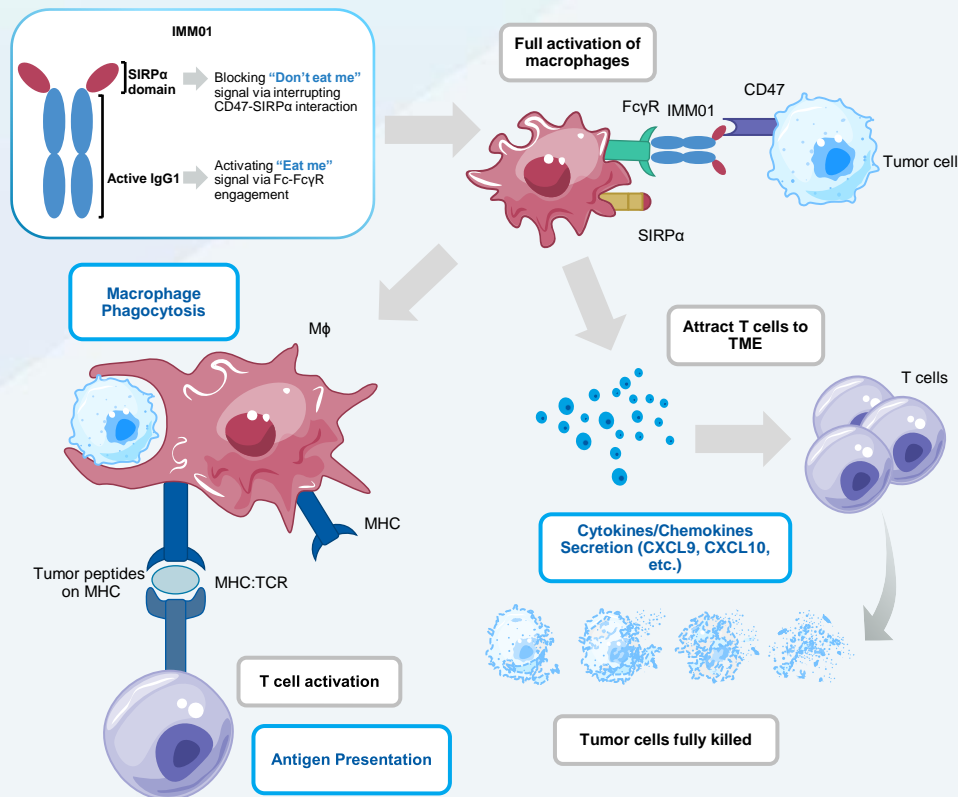 IMM01
SIRPα
domain
Blocking “Don’t eat me”
signal via interrupting
CD47-SIRPα interaction
Active IgG1
Activating “Eat me”
signal via Fc-FcγR
engagement
Full activation of
macrophages
FcγR
IMM01
CD47
Tumor cell
SIRPα
Macrophage
Phagocytosis
Mϕ
MHC
Tumor peptides
on MHC
MHC:TCR
T cell activation
Antigen Presentation
Attract T cells to
TME
T cells
Cytokines/Chemokines
Secretion (CXCL9, CXCL10,
etc.)
Tumor cells fully killed